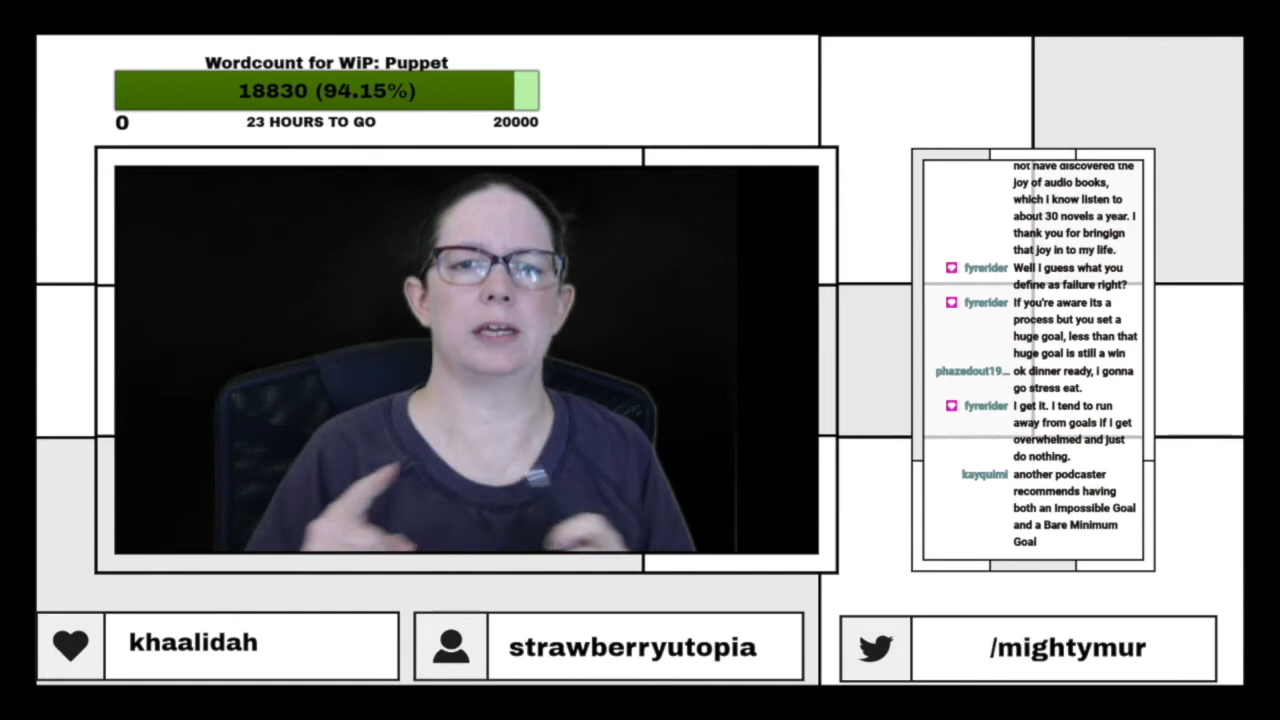 Wordcount for WiP: Puppet
18830 (94.15%)
0 23 HOURS TO GO 20000
not have discovered the
joy of audio books,
which i know listen to
about 30 novels a year. I
thank you for bringign
that joy in to my life.
fyrerider Well I guess what you
define as failure right?
fyrerider If you're aware its a
process but you set a
huge goal, less than that
huge goal is still a win
phazedout19... ok dinner ready, i gonna
go stress eat.
fyrerider I get it. I tend to run
away from goals if I get
overwhelmed and just
do nothing.
kayquimi another podcaster
recommends having
both an Impossible Goal
and a Bare Minimum
Goal
khaalidah
strawberryutopia
/mightymur